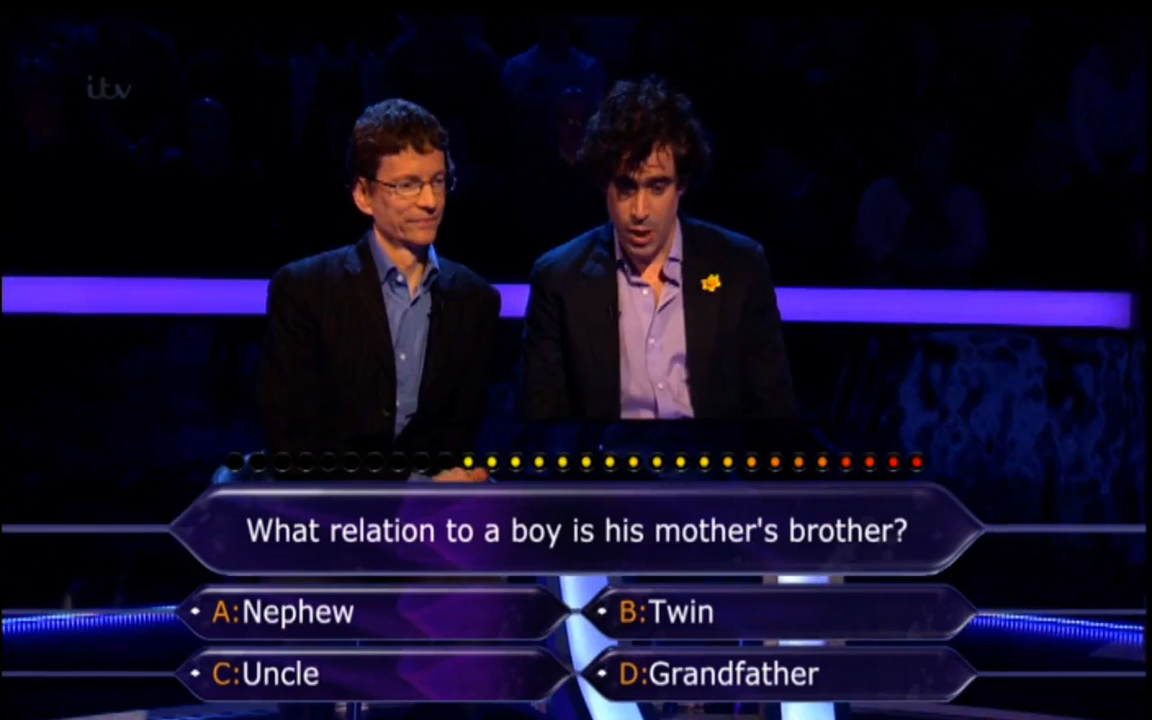 itv
What relation to a boy is his mother's brother?
A:Nephew
B:Twin
C:Uncle
D:Grandfather